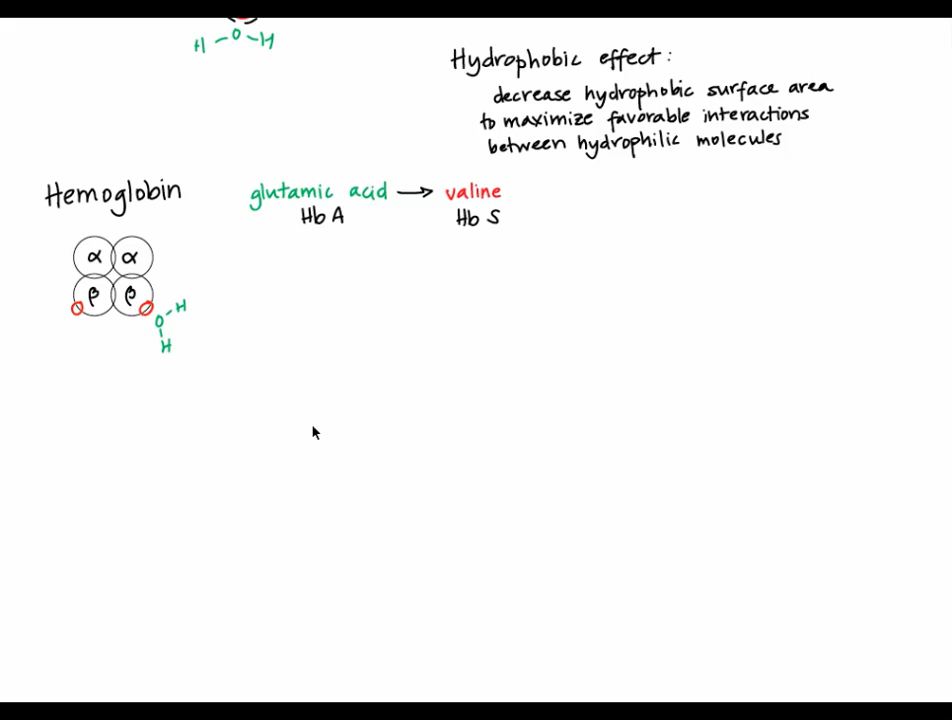 H-O-H
Hydrophobic effect:
decrease hydrophobic surface area
to maximize favorable interactions
between hydrophilic molecules
Hemoglobin
glutamic acid → valine
Hb A Hb S
α α
β β
O-H
H